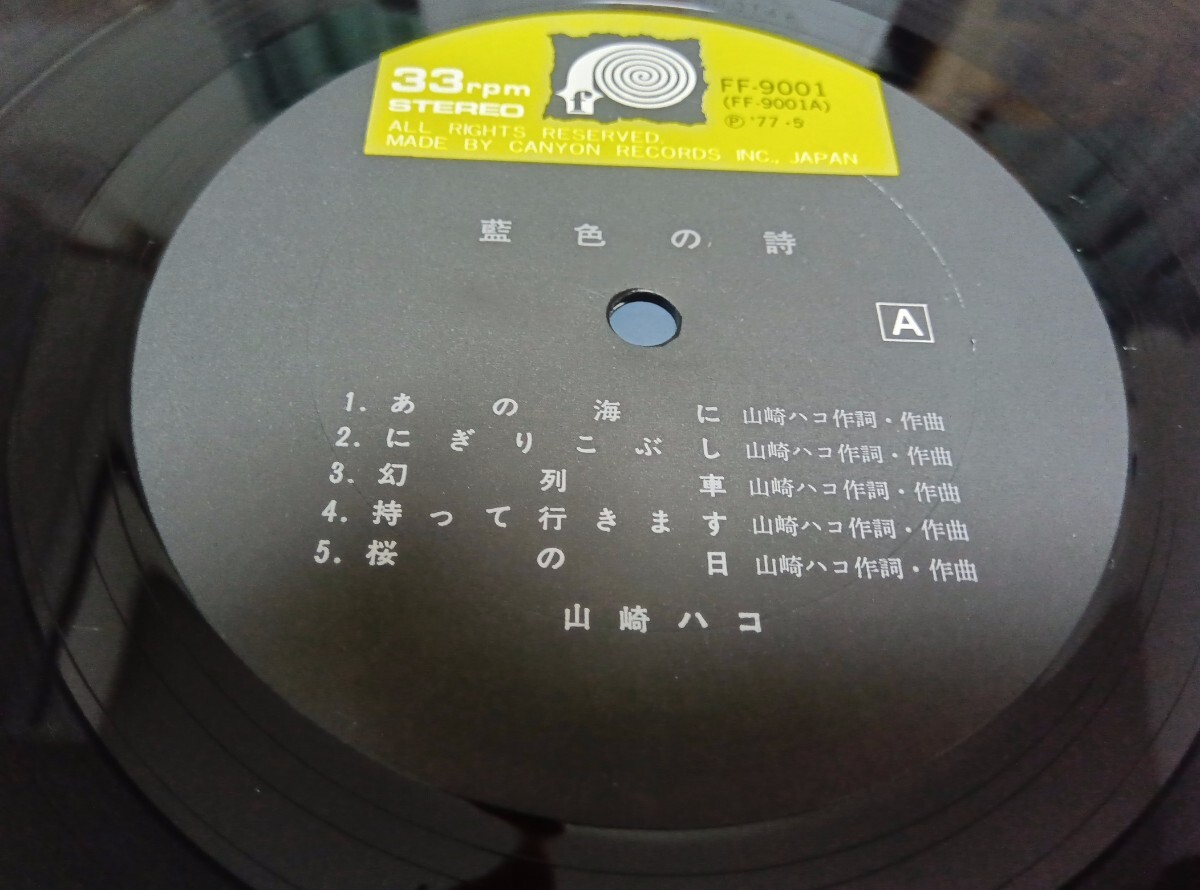 33rpm
STEREO
f
FF-9001
(FF-9001A)
Ⓟ '77・5
ALL RIGHTS RESERVED.
MADE BY CANYON RECORDS INC., JAPAN
藍色の詩
A
1. あの海に 山崎ハコ作詞・作曲
2. にぎりこぶし 山崎ハコ作詞・作曲
3. 幻列車 山崎ハコ作詞・作曲
4. 持って行きます 山崎ハコ作詞・作曲
5. 桜の日 山崎ハコ作詞・作曲
山崎ハコ